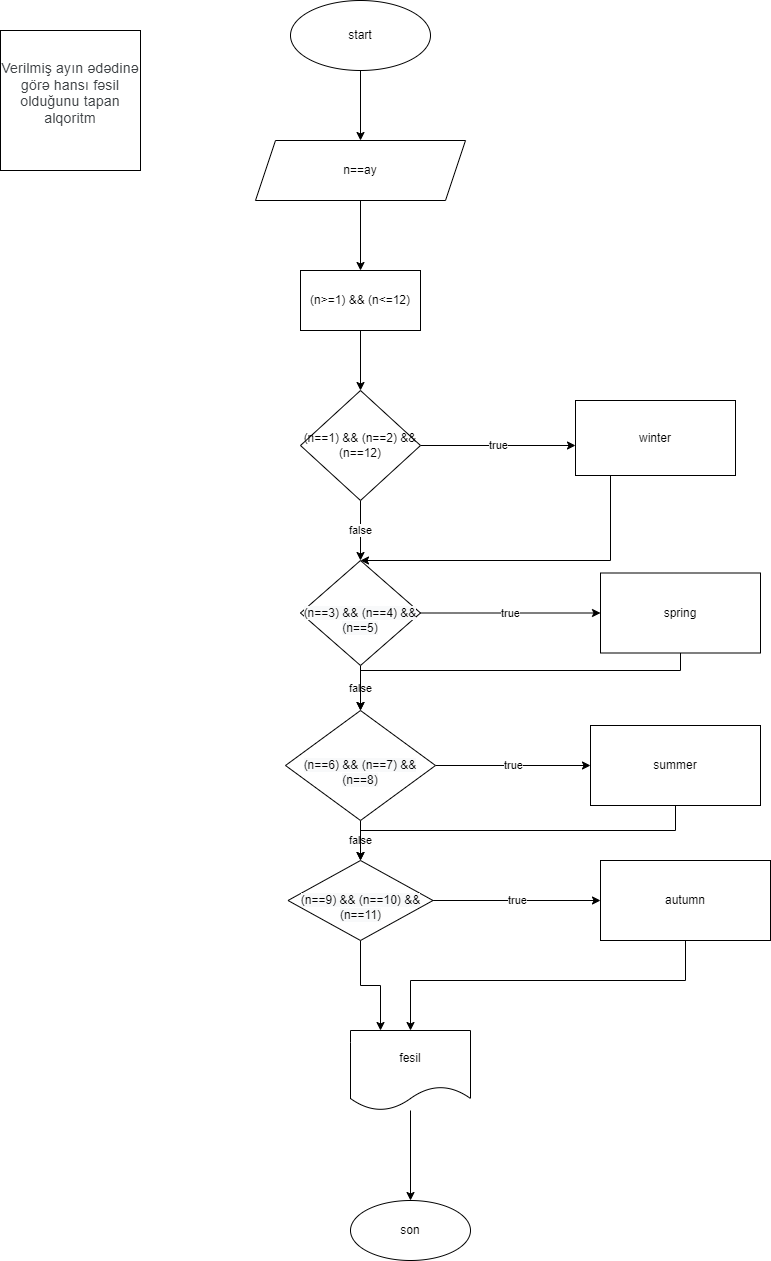 start
Verilmiş ayın ədədinə
görə hansı fəsil
olduğunu tapan
alqoritm
n==ay
(n>=1) && (n<=12)
(n==1) && (n==2) &&
(n==12)
true
winter
false
(n==3) && (n==4) &&
(n==5)
true
spring
false
(n==6) && (n==7) &&
(n==8)
true
summer
false
(n==9) && (n==10) &&
(n==11)
true
autumn
fesil
son